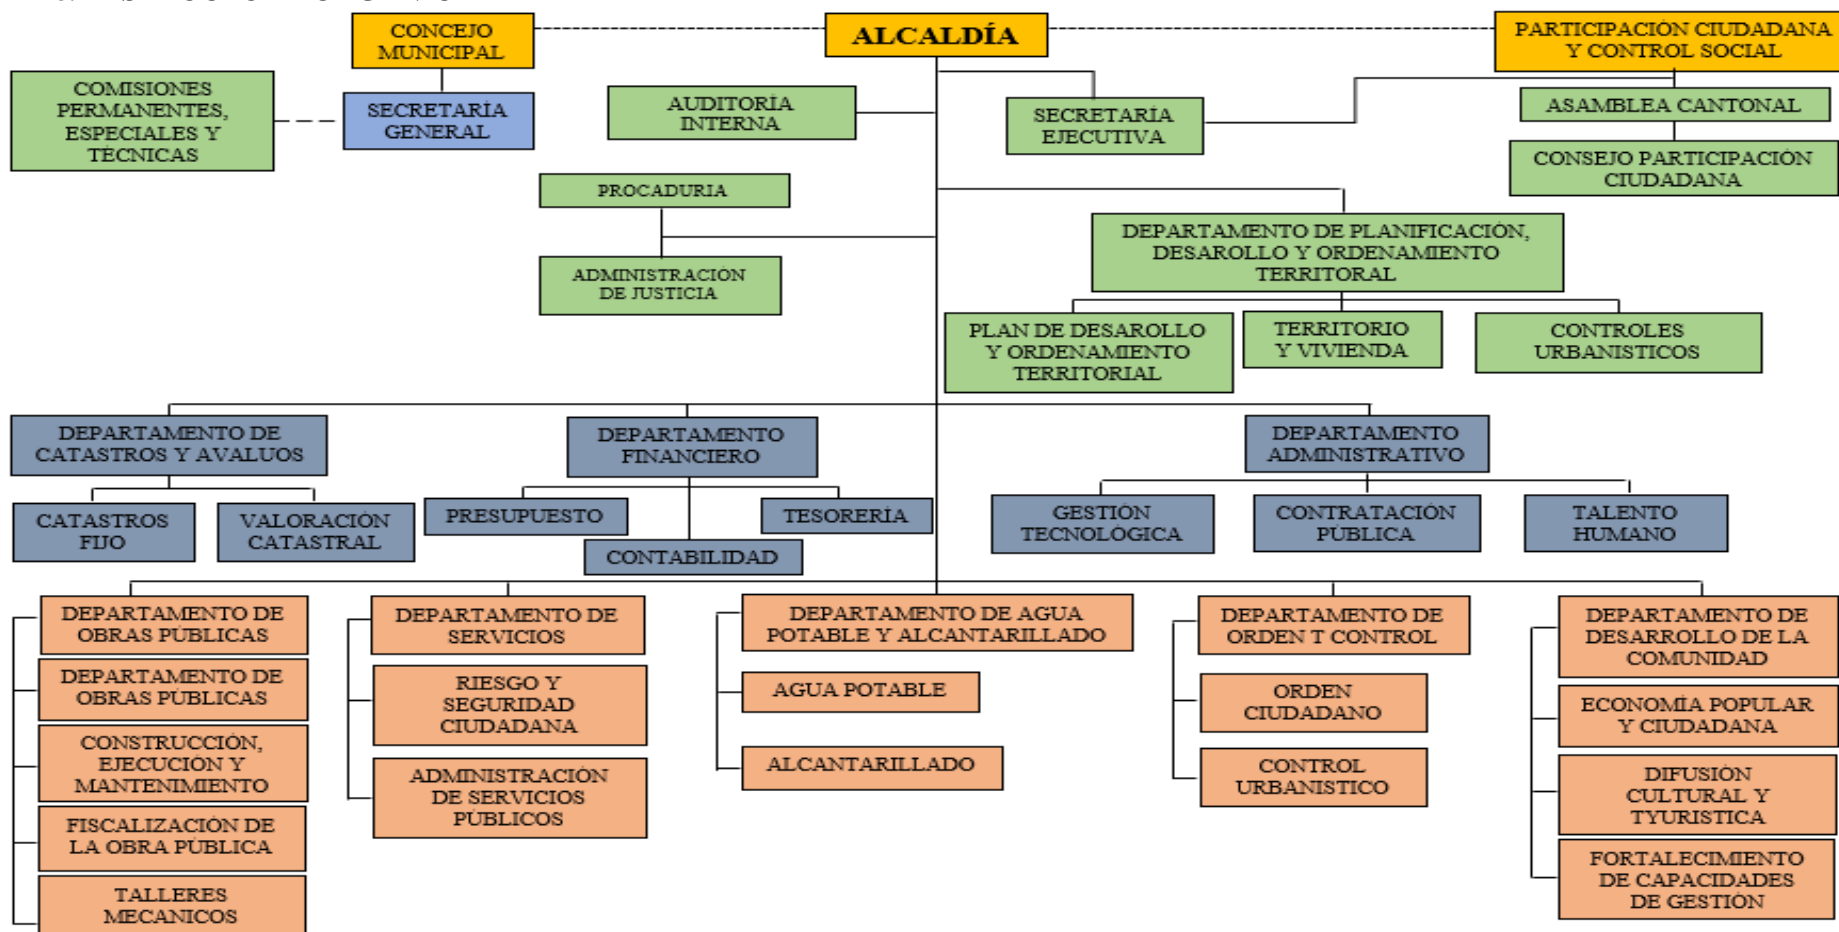 CONCEJO
MUNICIPAL
ALCALDÍA
PARTICIPACIÓN CIUDADANA
Y CONTROL SOCIAL
COMISIONES
PERMANENTES,
ESPECIALES Y
TÉCNICAS
SECRETARÍA
GENERAL
AUDITORÍA
INTERNA
SECRETARÍA
EJECUTIVA
ASAMBLEA CANTONAL
CONSEJO PARTICIPACIÓN
CIUDADANA
PROCADURIA
ADMINISTRACIÓN
DE JUSTICIA
DEPARTAMENTO DE PLANIFICACIÓN,
DESAROLLO Y ORDENAMIENTO
TERRITORAL
PLAN DE DESAROLLO
Y ORDENAMIENTO
TERRITORIAL
TERRITORIO
Y VIVIENDA
CONTROLES
URBANISTICOS
DEPARTAMENTO DE
CATASTROS Y AVALUOS
DEPARTAMENTO
FINANCIERO
DEPARTAMENTO
ADMINISTRATIVO
CATASTROS
FIJO
VALORACIÓN
CATASTRAL
PRESUPUESTO
CONTABILIDAD
TESORERÍA
GESTIÓN
TECNOLÓGICA
CONTRATACIÓN
PÚBLICA
TALENTO
HUMANO
DEPARTAMENTO DE
OBRAS PÚBLICAS
DEPARTAMENTO DE
OBRAS PÚBLICAS
CONSTRUCCIÓN,
EJECUCIÓN Y
MANTENIMIENTO
FISCALIZACIÓN DE
LA OBRA PÚBLICA
TALLERES
MECANICOS
DEPARTAMENTO DE
SERVICIOS
RIESGO Y
SEGURIDAD
CIUDADANA
ADMINISTRACIÓN
DE SERVICIOS
PÚBLICOS
DEPARTAMENTO DE AGUA
POTABLE Y ALCANTARILLADO
AGUA POTABLE
ALCANTARILLADO
DEPARTAMENTO DE
ORDEN T CONTROL
ORDEN
CIUDADANO
CONTROL
URBANISTICO
DEPARTAMENTO DE
DESARROLLO DE LA
COMUNIDAD
ECONOMÍA POPULAR
Y CIUDADANA
DIFUSIÓN
CULTURAL Y
TYURISTICA
FORTALECIMIENTO
DE CAPACIDADES
DE GESTIÓN